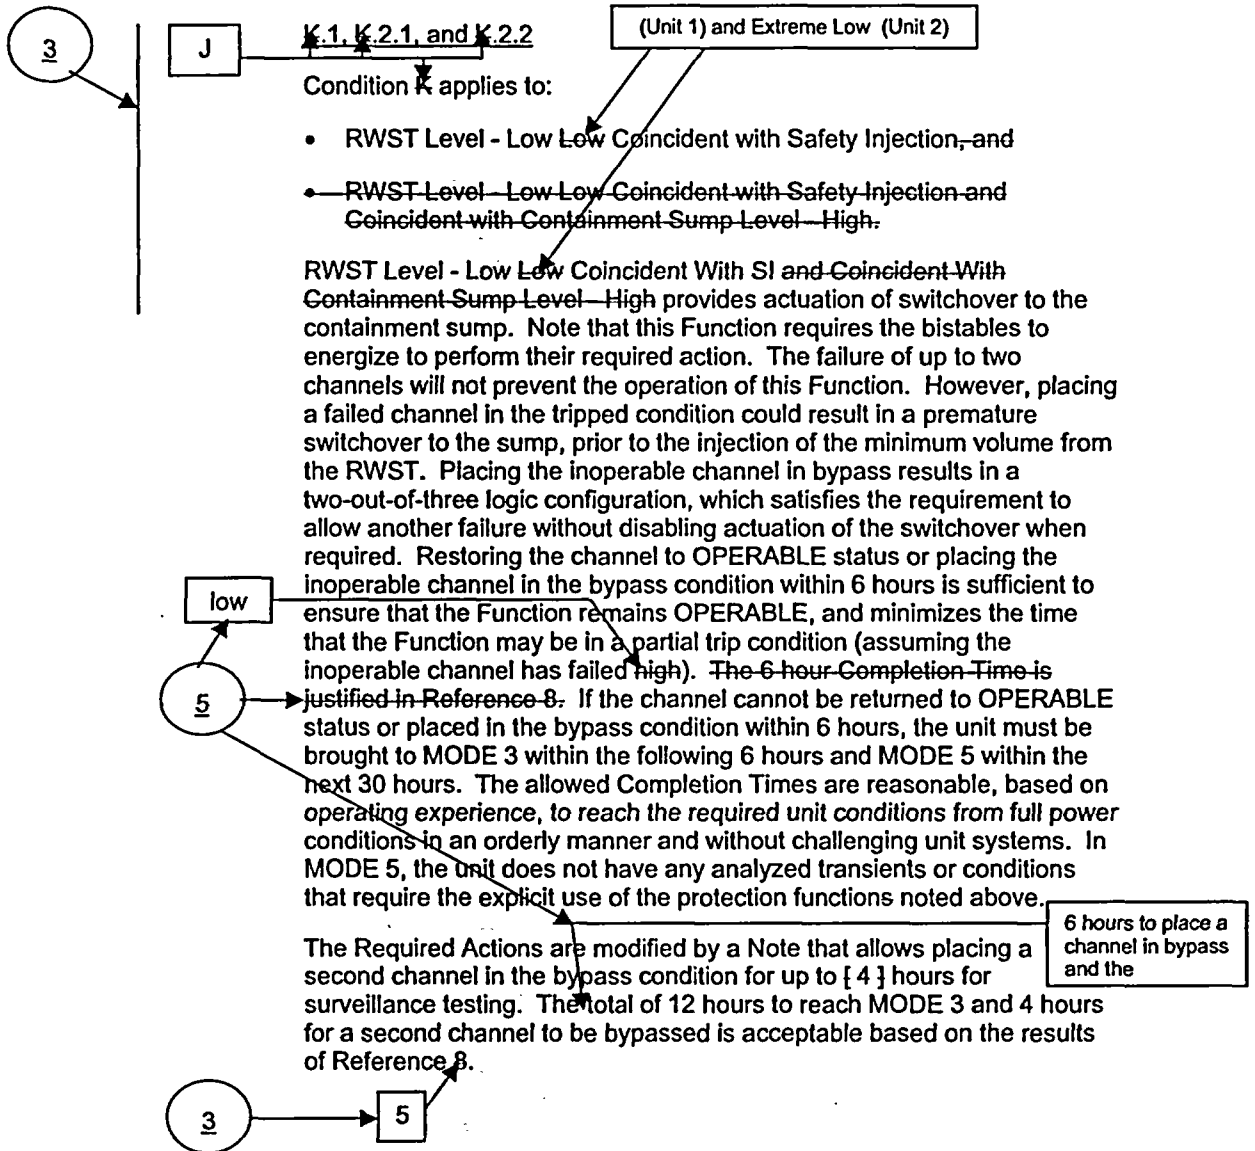 3
J
K.1, K.2.1, and K.2.2
(Unit 1) and Extreme Low (Unit 2)
Condition K applies to:
• RWST Level - Low Low Coincident with Safety Injection, and
• RWST Level - Low Low Coincident with Safety Injection and
Coincident with Containment Sump Level - High.
RWST Level - Low Low Coincident With SI and Coincident With
Containment Sump Level - High provides actuation of switchover to the
containment sump. Note that this Function requires the bistables to
energize to perform their required action. The failure of up to two
channels will not prevent the operation of this Function. However, placing
a failed channel in the tripped condition could result in a premature
switchover to the sump, prior to the injection of the minimum volume from
the RWST. Placing the inoperable channel in bypass results in a
two-out-of-three logic configuration, which satisfies the requirement to
allow another failure without disabling actuation of the switchover when
required. Restoring the channel to OPERABLE status or placing the
inoperable channel in the bypass condition within 6 hours is sufficient to
low
ensure that the Function remains OPERABLE, and minimizes the time
that the Function may be in a partial trip condition (assuming the
inoperable channel has failed high). The 6 hour Completion Time is
5
justified in Reference 8. If the channel cannot be returned to OPERABLE
status or placed in the bypass condition within 6 hours, the unit must be
brought to MODE 3 within the following 6 hours and MODE 5 within the
next 30 hours. The allowed Completion Times are reasonable, based on
operating experience, to reach the required unit conditions from full power
conditions in an orderly manner and without challenging unit systems. In
MODE 5, the unit does not have any analyzed transients or conditions
that require the explicit use of the protection functions noted above.
6 hours to place a
channel in bypass
and the
The Required Actions are modified by a Note that allows placing a
second channel in the bypass condition for up to [ 4 ] hours for
surveillance testing. The total of 12 hours to reach MODE 3 and 4 hours
for a second channel to be bypassed is acceptable based on the results
of Reference 8.
3
5